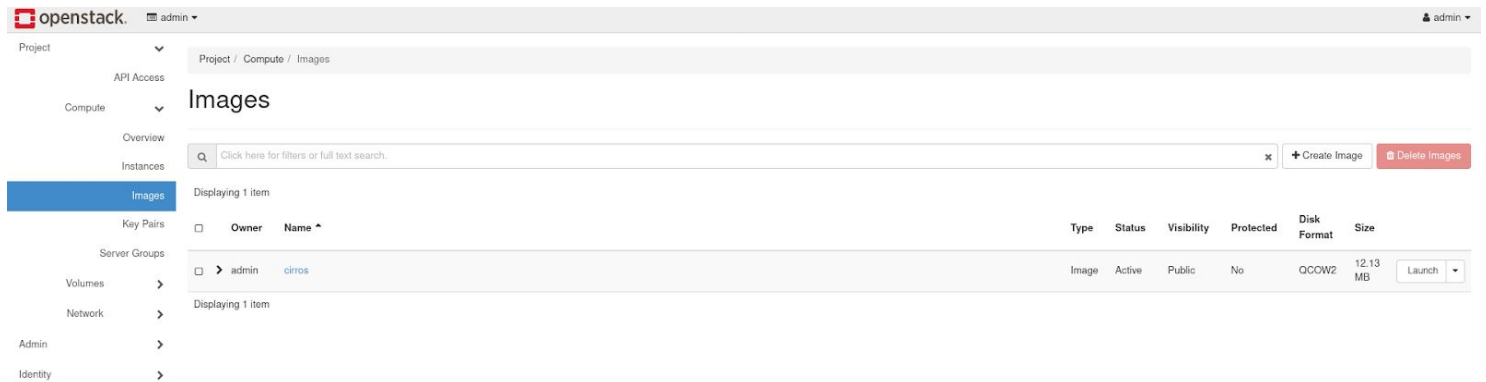 openstack. admin admin
Project
API Access
Compute
Overview
Instances
Images
Key Pairs
Server Groups
Volumes
Network
Admin
Identity
Project / Compute / Images
Images
Click here for filters or full text search.
Create Image
Delete Images
Displaying 1 item
Owner Name Type Status Visibility Protected Disk Format Size
admin cirros Image Active Public No QCOW2 12.13 MB Launch
Displaying 1 item